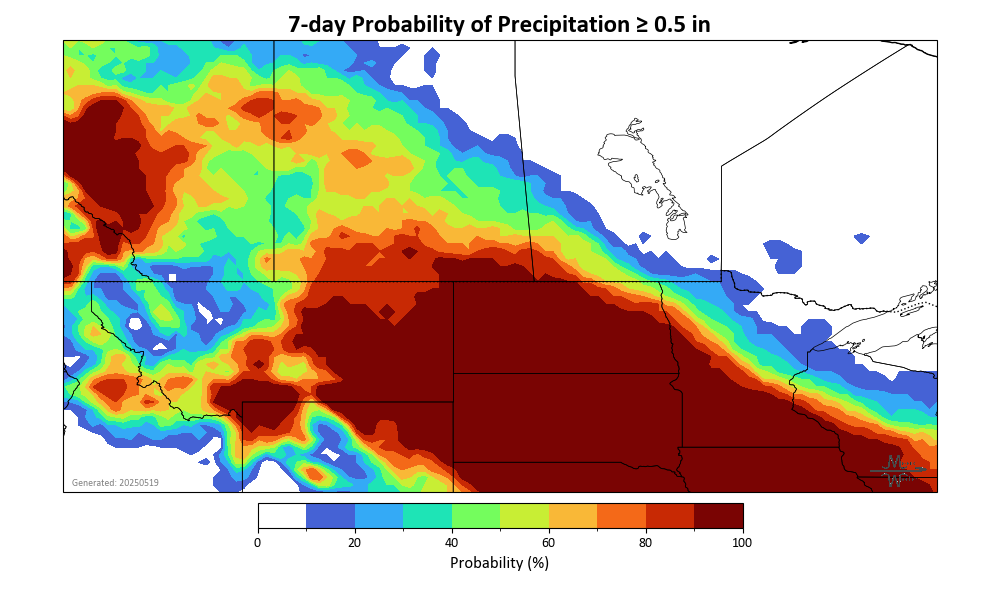 7-day Probability of Precipitation ≥ 0.5 in
Generated: 20250519
0 20 40 60 80 100
Probability (%)